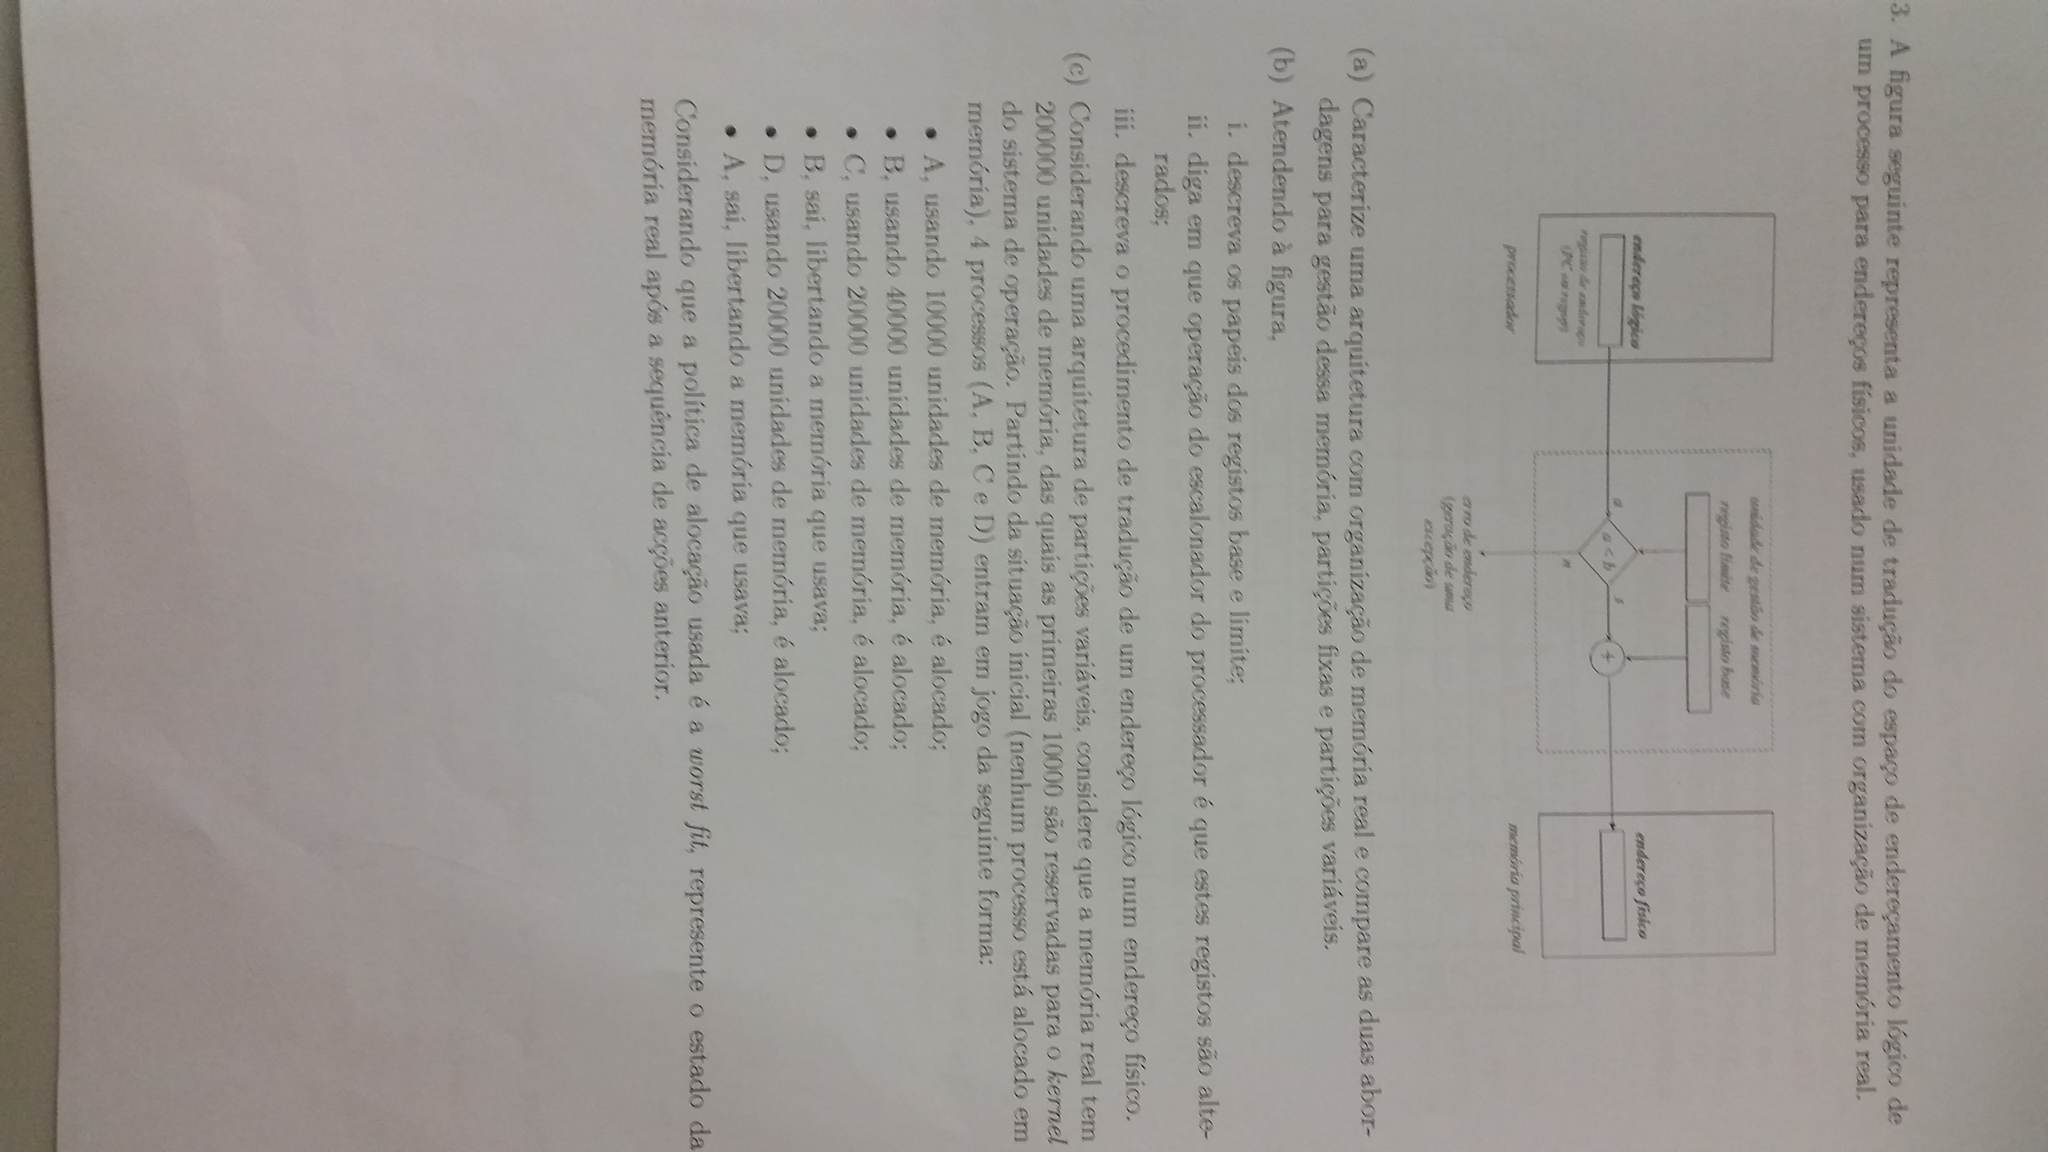 3. A figura seguinte representa a unidade de tradução do espaço de endereçamento lógico de
um processo para endereços físicos, usado num sistema com organização de memória real.
unidade de gestão de memória
registo limite registo base
endereço lógico
endereço físico
a
a < b
s
+
registo de endereço
(PC ou
n
processador
memória principal
erro de endereço
(geração de uma
excepção)
(a) Caracterize uma arquitetura com organização de memória real e compare as duas abor-
dagens para gestão dessa memória, partições fixas e partições variáveis.
(b) Atendendo à figura,
i. descreva os papeis dos registos base e limite;
ii. diga em que operação do escalonador do processador é que estes registos são alte-
rados;
iii. descreva o procedimento de tradução de um endereço lógico num endereço físico.
(c) Considerando uma arquitetura de partições variáveis, considere que a memória real tem
200000 unidades de memória, das quais as primeiras 10000 são reservadas para o kernel
do sistema de operação. Partindo da situação inicial (nenhum processo está alocado em
memória), 4 processos (A, B, C e D) entram em jogo da seguinte forma:
• A, usando 10000 unidades de memória, é alocado;
• B, usando 40000 unidades de memória, é alocado;
• C, usando 20000 unidades de memória, é alocado;
• B, sai, libertando a memória que usava;
• D, usando 20000 unidades de memória, é alocado;
• A, sai, libertando a memória que usava;
Considerando que a política de alocação usada é a worst fit, represente o estado da
memória real após a sequência de acções anterior.